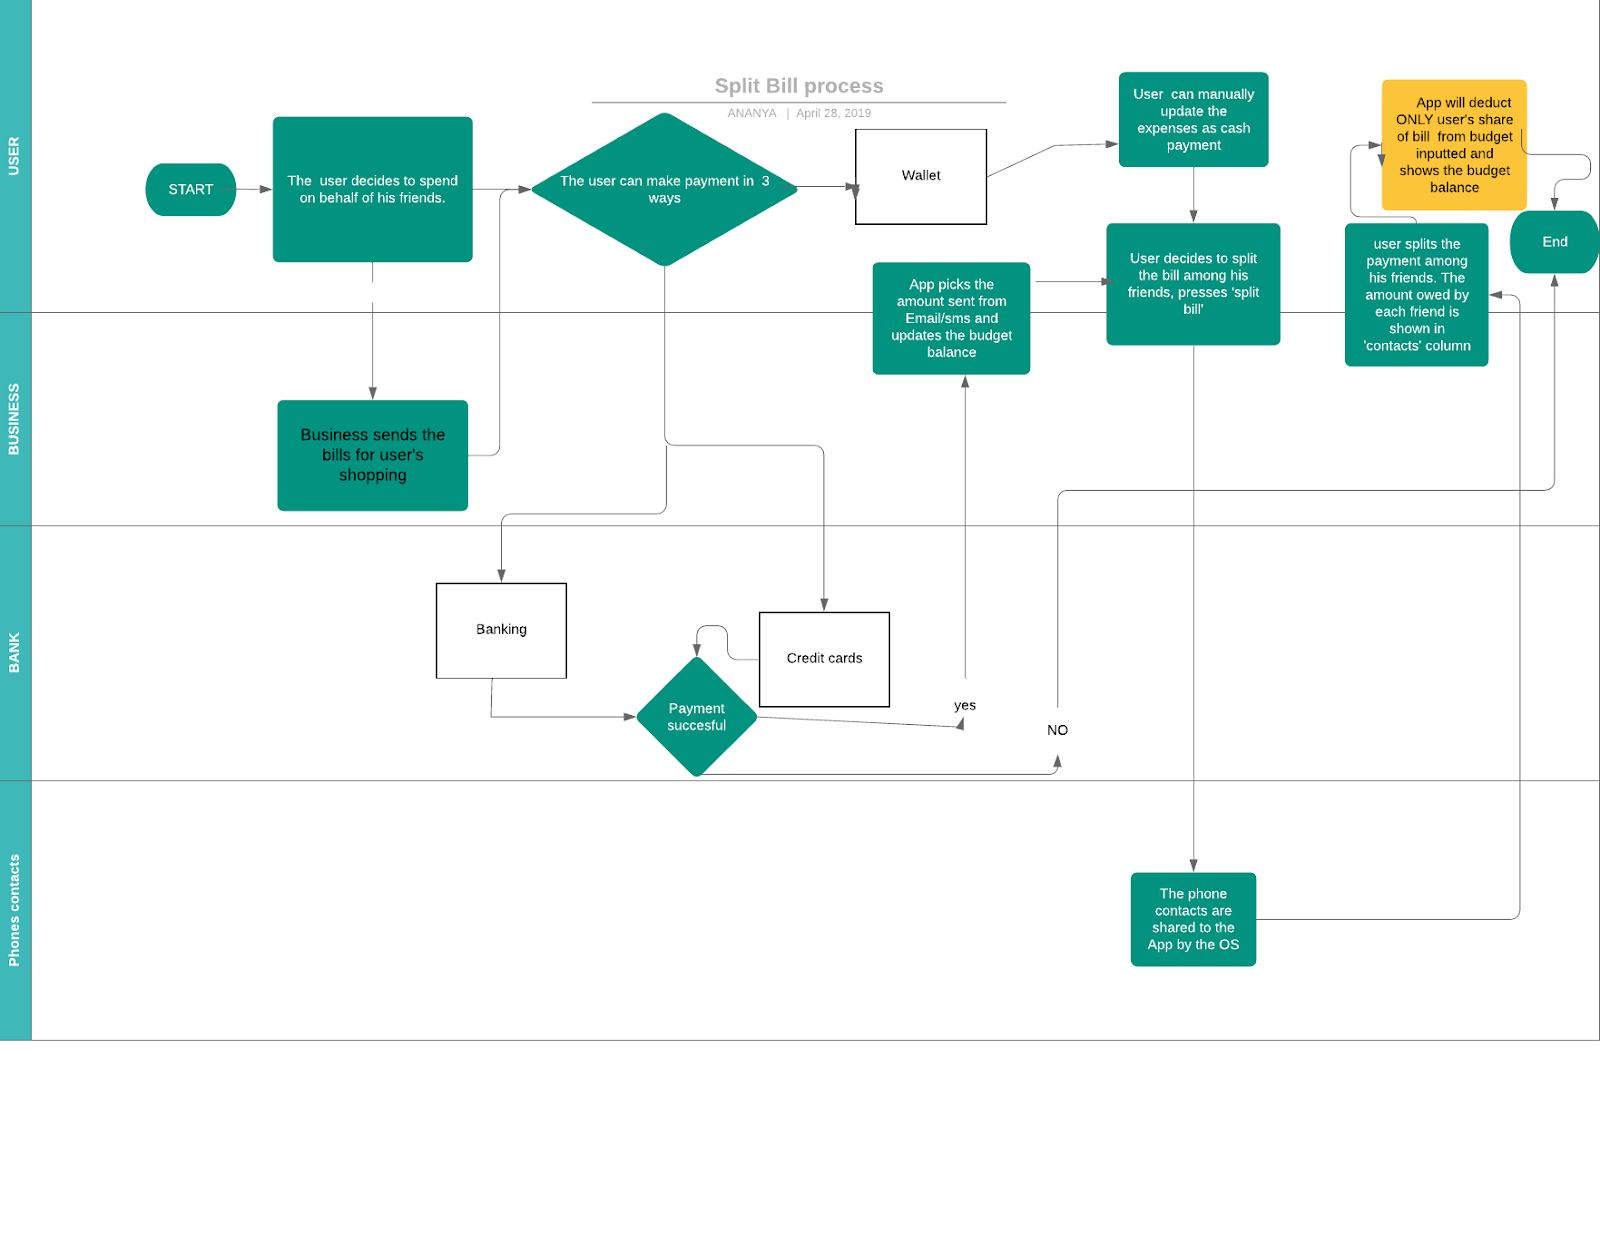 Split Bill process
ANANYA | April 28, 2019
USER
START
The user decides to spend
on behalf of his friends.
The user can make payment in 3
ways
Wallet
User can manually
update the
expenses as cash
payment
App will deduct
ONLY user's share
of bill from budget
inputted and
shows the budget
balance
App picks the
amount sent from
Email/sms and
updates the budget
balance
User decides to split
the bill among his
friends, presses 'split
bill'
user splits the
payment among
his friends. The
amount owed by
each friend is
shown in
'contacts' column
End
BUSINESS
Business sends the
bills for user's
shopping
BANK
Banking
Credit cards
Payment
succesful
yes
NO
Phones contacts
The phone
contacts are
shared to the
App by the OS